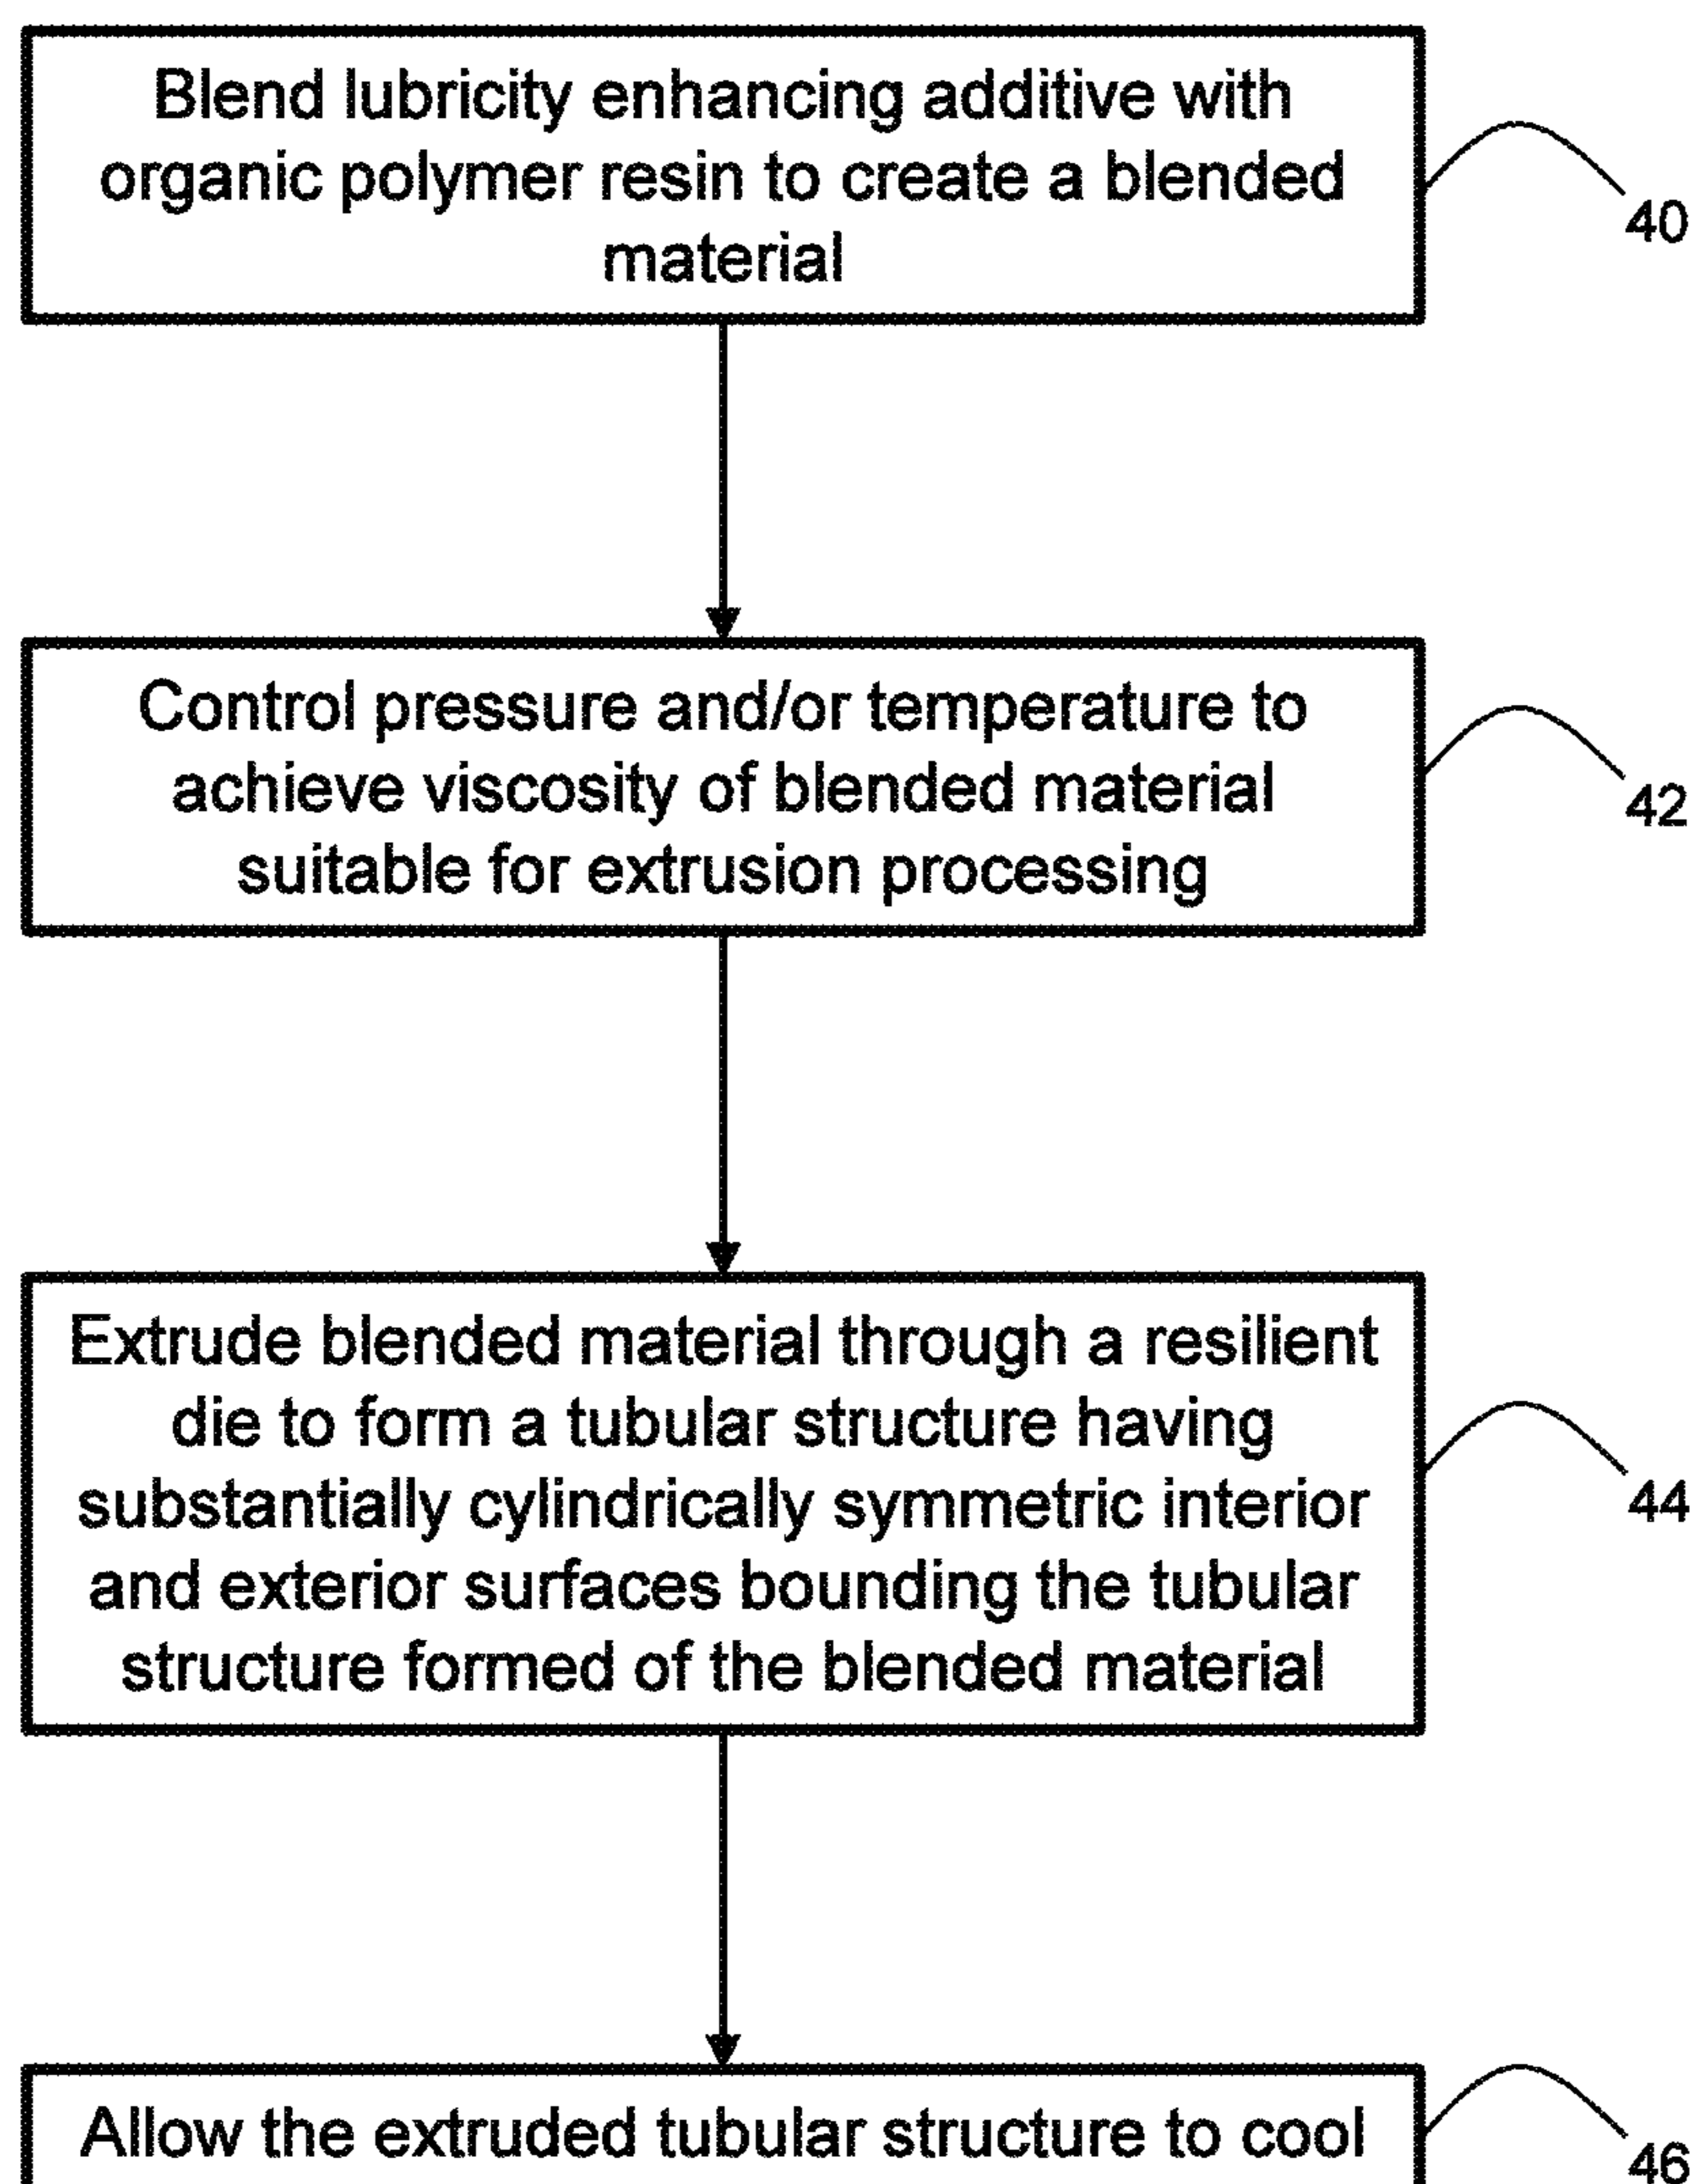 Blend lubricity enhancing additive with
organic polymer resin to create a blended
material
40
Control pressure and/or temperature to
achieve viscosity of blended material
suitable for extrusion processing
42
Extrude blended material through a resilient
die to form a tubular structure having
substantially cylindrically symmetric interior
and exterior surfaces bounding the tubular
structure formed of the blended material
44
Allow the extruded tubular structure to cool
46